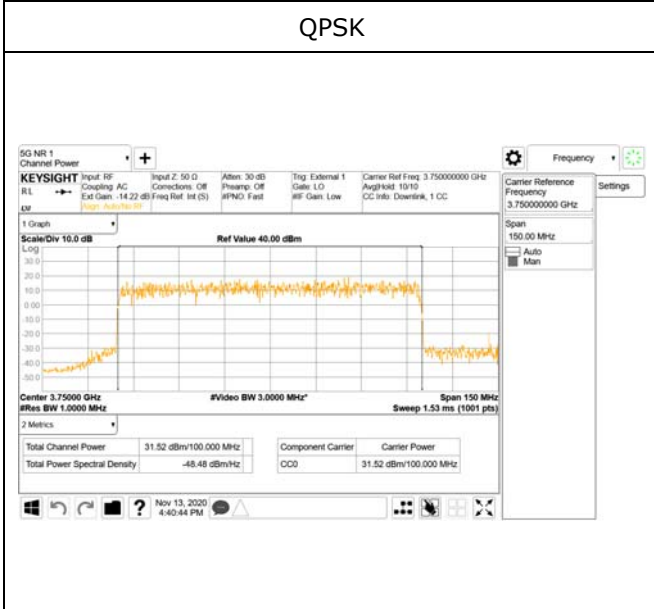 QPSK
5G NR 1
Channel Power
+
Frequency
KEYSIGHT
RL
Input: RF
Coupling: AC
Ext Gain: -14.22 dB
Align: Auto/No RF
Input Z: 50 Ω
Corrections: Off
Freq Ref: Int (S)
Atten: 30 dB
Preamp: Off
#PNO: Fast
Trig: External 1
Gate: LO
#IF Gain: Low
Carrier Ref Freq: 3.750000000 GHz
Avg|Hold: 10/10
CC Info: Downlink, 1 CC
Carrier Reference
Frequency
3.750000000 GHz
Settings
Span
150.00 MHz
Auto
Man
1 Graph
Scale/Div 10.0 dB
Ref Value 40.00 dBm
Log
30.0
20.0
10.0
0.00
-10.0
-20.0
-30.0
-40.0
-50.0
Center 3.75000 GHz
#Video BW 3.0000 MHz*
Span 150 MHz
#Res BW 1.0000 MHz
Sweep 1.53 ms (1001 pts)
2 Metrics
Total Channel Power 31.52 dBm/100.000 MHz
Total Power Spectral Density -48.48 dBm/Hz
Component Carrier Carrier Power
CC0 31.52 dBm/100.000 MHz
?
Nov 13, 2020
4:40:44 PM